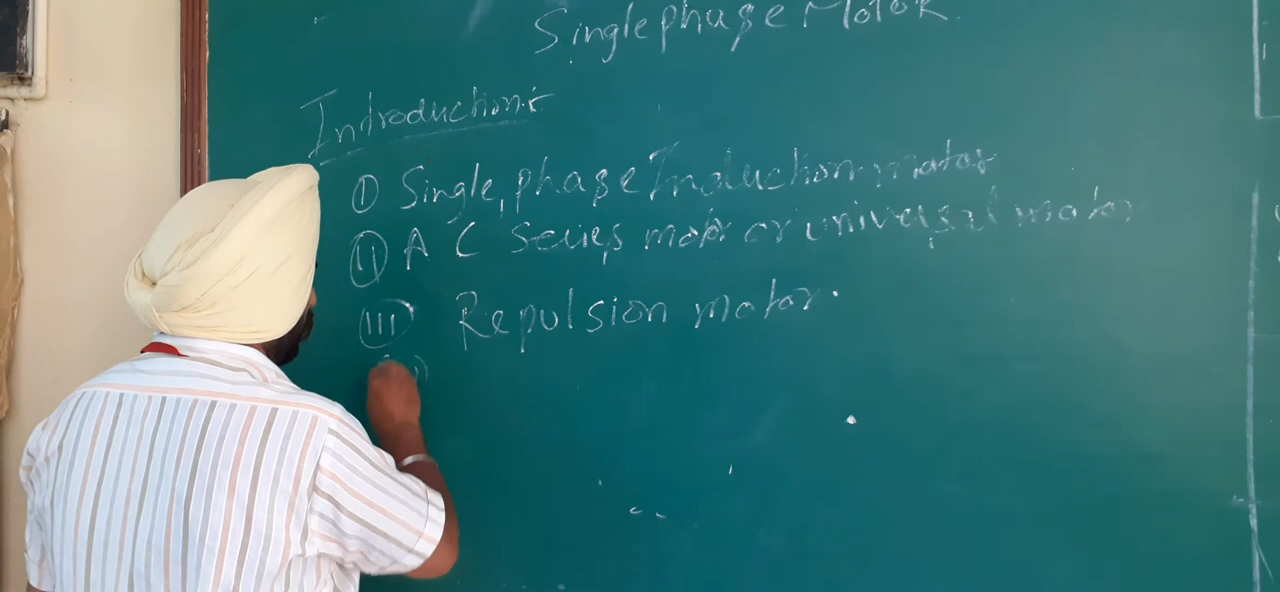 Single phase Motor
Introduction:-
(I) Single phase Induction motor
(II) A C Series motor or universal motor
(III) Repulsion motor.